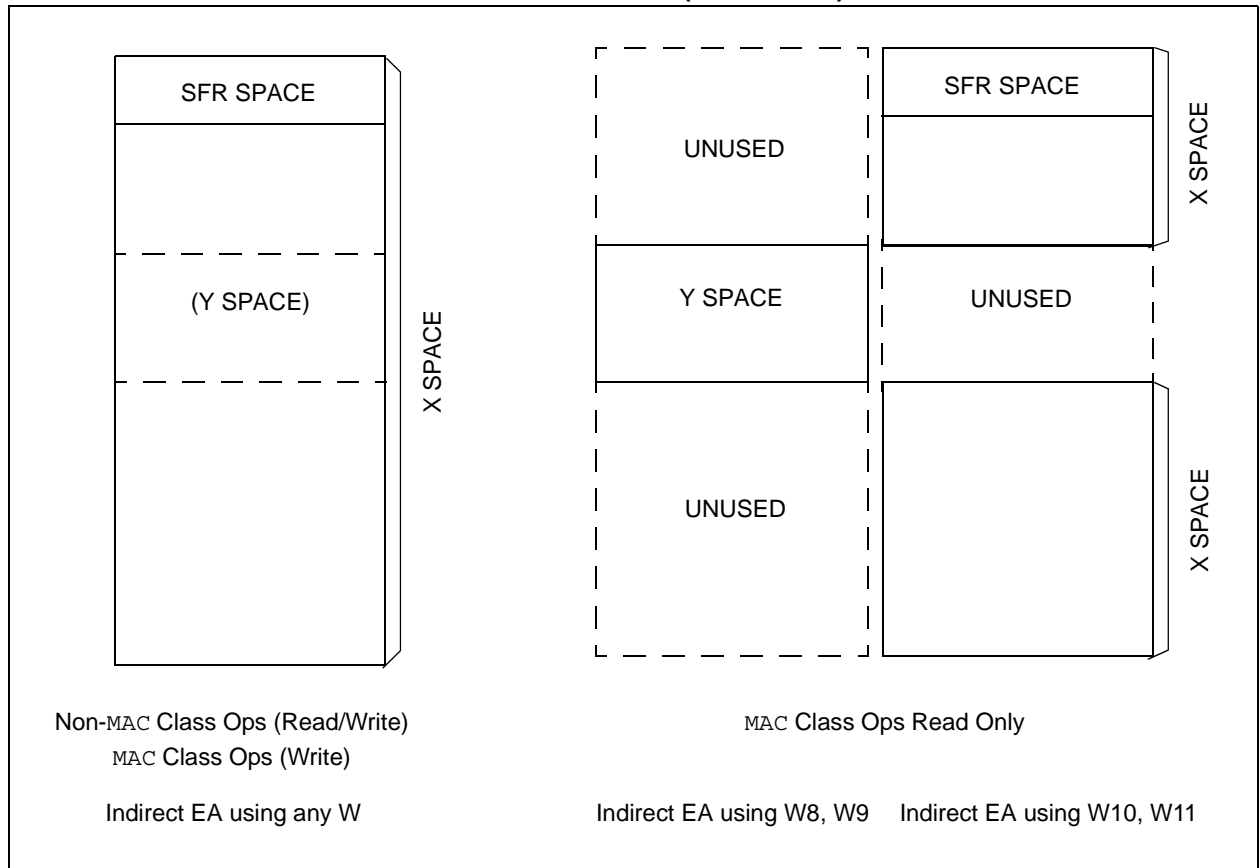 SFR SPACE
(Y SPACE)
X SPACE
UNUSED
Y SPACE
UNUSED
SFR SPACE
X SPACE
UNUSED
X SPACE
Non-MAC Class Ops (Read/Write)
MAC Class Ops (Write)
MAC Class Ops Read Only
Indirect EA using any W
Indirect EA using W8, W9
Indirect EA using W10, W11